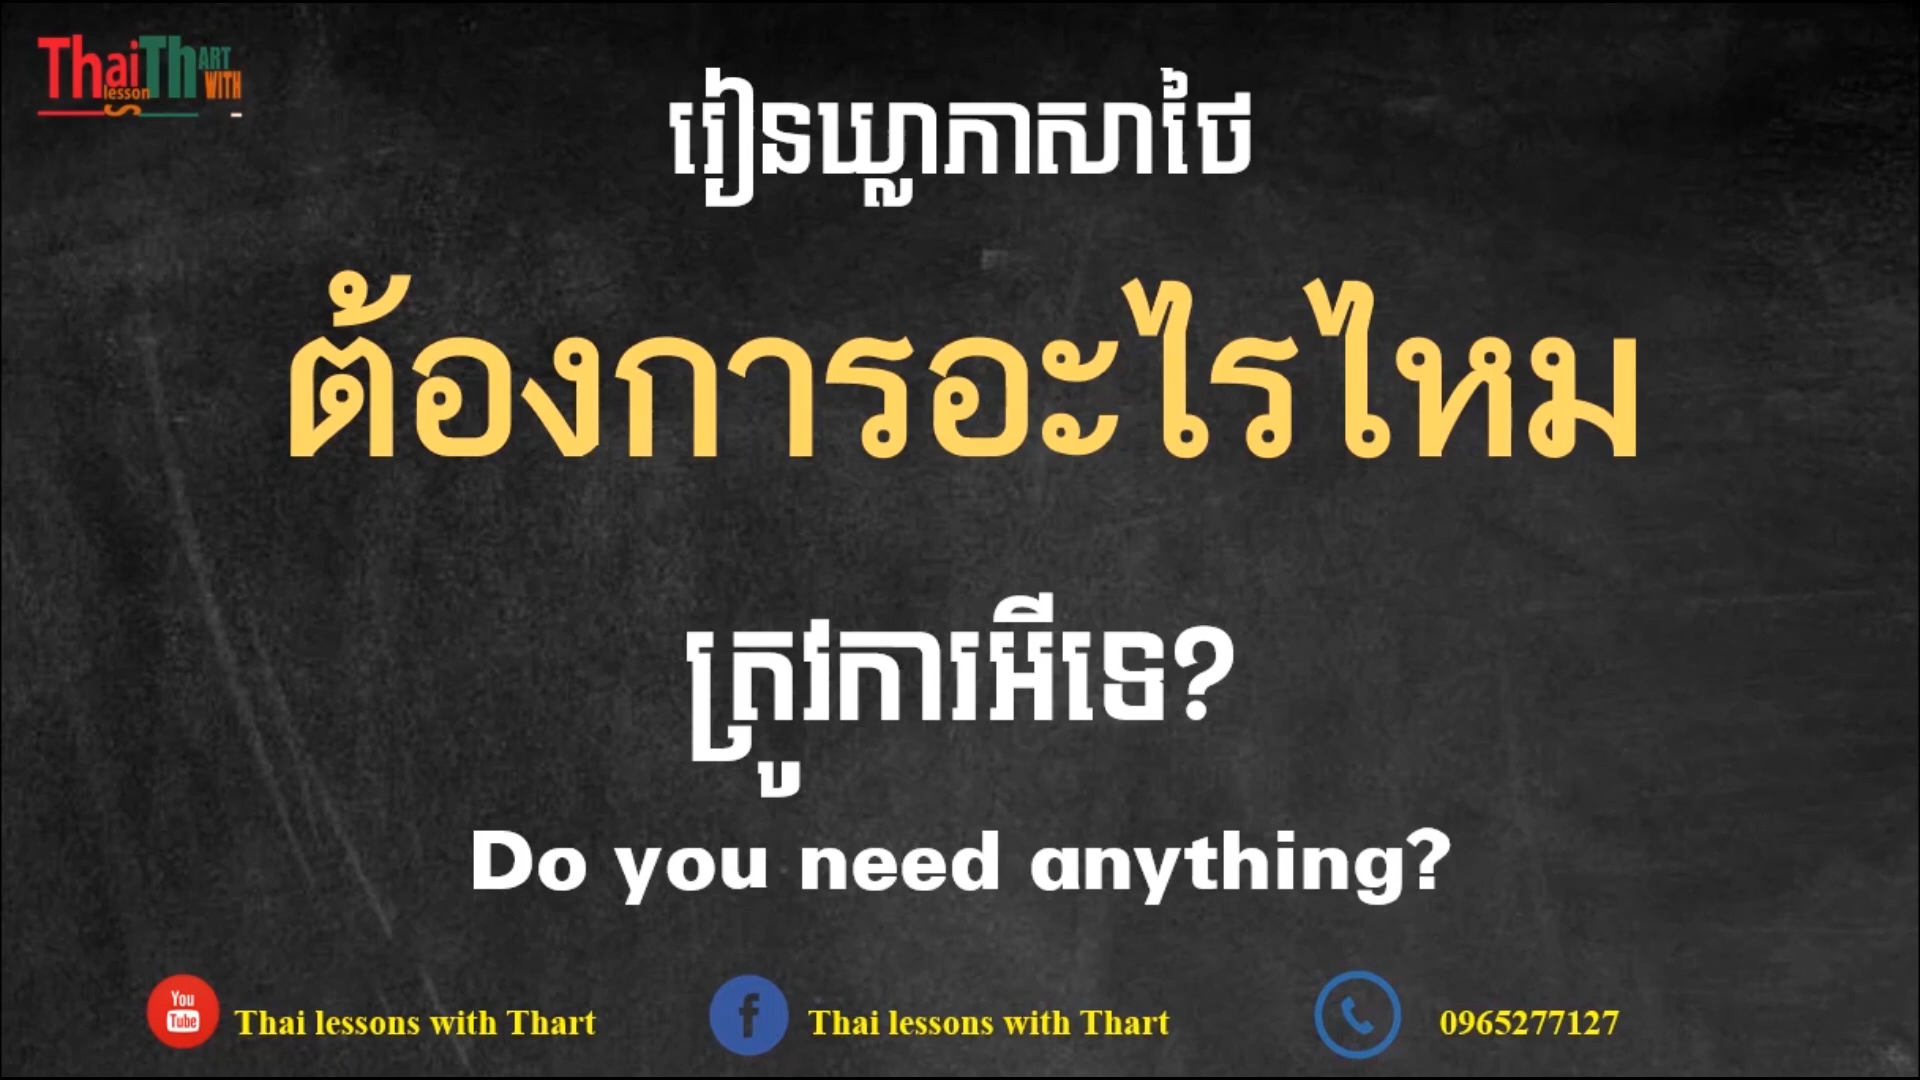 Thai Th ART
lesson WITH
រៀនឃ្លាភាសាថៃ
ต้องการอะไรไหม
ត្រូវការអីទេ?
Do you need anything?
You
Tube
Thai lessons with Thart
f
Thai lessons with Thart
0965277127